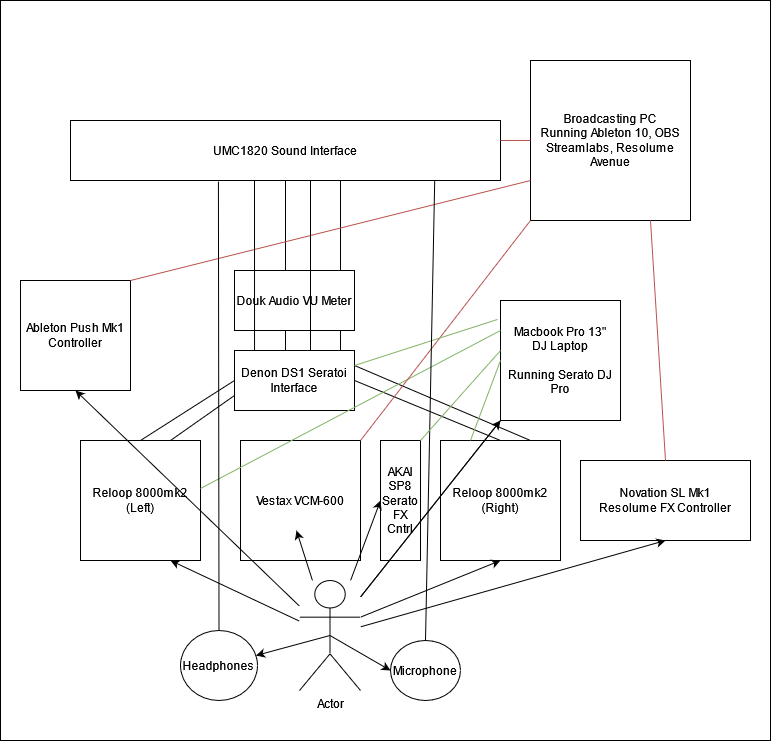 Broadcasting PC
Running Ableton 10, OBS
Streamlabs, Resolume
Avenue
UMC1820 Sound Interface
Douk Audio VU Meter
Ableton Push Mk1
Controller
Macbook Pro 13"
DJ Laptop
Running Serato DJ
Pro
Denon DS1 Seratoi
Interface
Reloop 8000mk2
(Left)
Vestax VCM-600
AKAI
SP8
Serato
FX
Cntrl
Reloop 8000mk2
(Right)
Novation SL Mk1
Resolume FX Controller
Headphones
Microphone
Actor